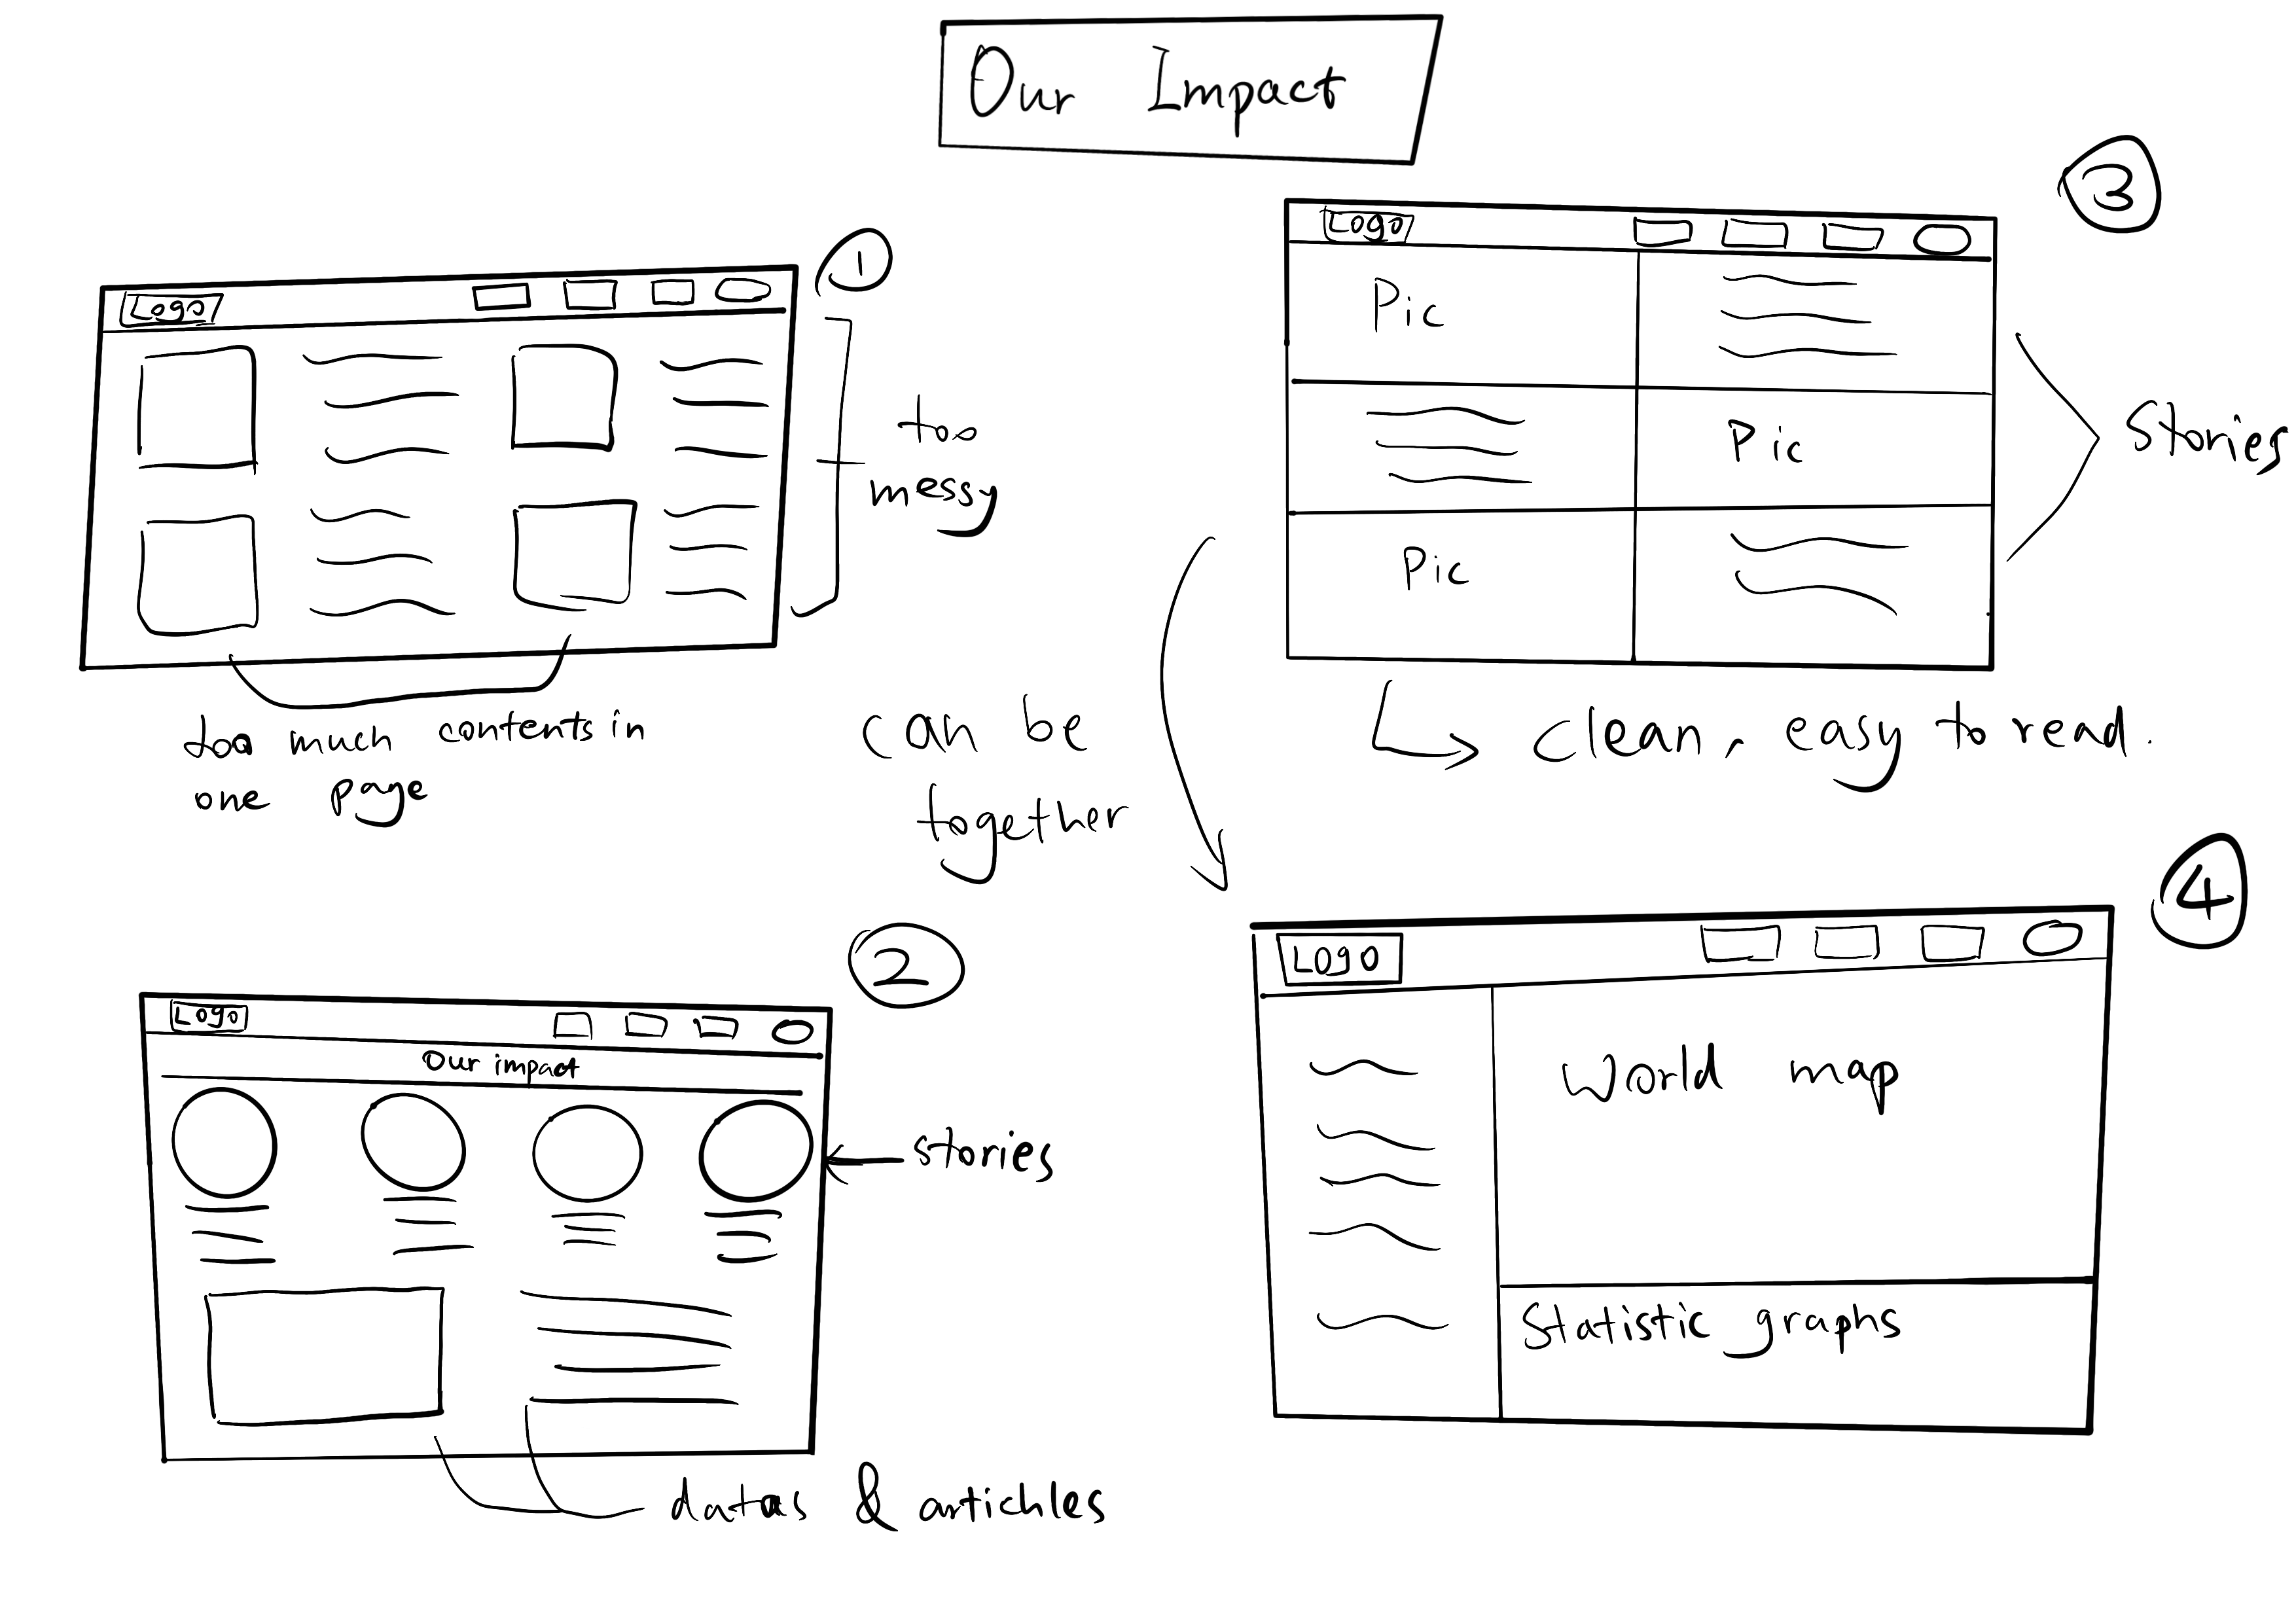 Our Impact
1
Logo
too
messy
too much contents in
one page
3
Logo
Pic
Pic
Pic
Stories
clean, easy to read.
can be
together
2
Logo
Our impact
stories
datas & artichles
4
Logo
World map
Statistic graphs